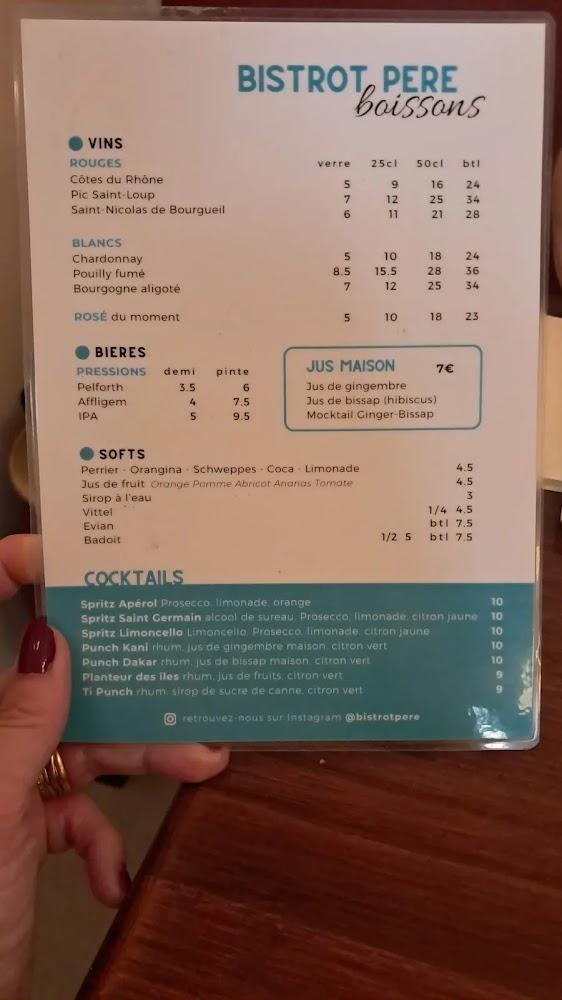 BISTROT PERE
boissons
VINS
ROUGES verre 25cl 50cl btl
Côtes du Rhône 5 9 16 24
Pic Saint-Loup 7 12 25 34
Saint-Nicolas de Bourgueil 6 11 21 28
BLANCS
Chardonnay 5 10 18 24
Pouilly fumé 8.5 15.5 28 36
Bourgogne aligoté 7 12 25 34
ROSÉ du moment 5 10 18 23
BIERES
PRESSIONS demi pinte
Pelforth 3.5 6
Affligem 4 7.5
IPA 5 9.5
JUS MAISON 7€
Jus de gingembre
Jus de bissap (hibiscus)
Mocktail Ginger-Bissap
SOFTS
Perrier - Orangina - Schweppes - Coca - Limonade 4.5
Jus de fruit Orange Pomme Abricot Ananas Tomate 4.5
Sirop à l'eau 3
Vittel 1/4 4.5
Evian btl 7.5
Badoit 1/2 5 btl 7.5
COCKTAILS
Spritz Apérol Prosecco, limonade, orange 10
Spritz Saint Germain alcool de sureau, Prosecco, limonade, citron jaune 10
Spritz Limoncello Limoncello, Prosecco, limonade, citron jaune 10
Punch Kani rhum, jus de gingembre maison, citron vert 10
Punch Dakar rhum, jus de bissap maison, citron vert 10
Planteur des îles rhum, jus de fruits, citron vert 9
Ti Punch rhum, sirop de sucre de canne, citron vert 9
retrouvez-nous sur Instagram @bistrotpere